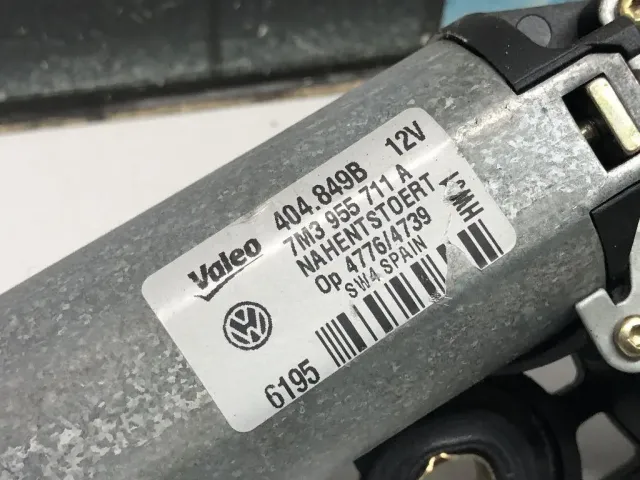 Valeo 404.849B 12V
7M3 955 711 A
NAHENTSTOERT
Op 4776/4739
SW4 SPAIN
6195